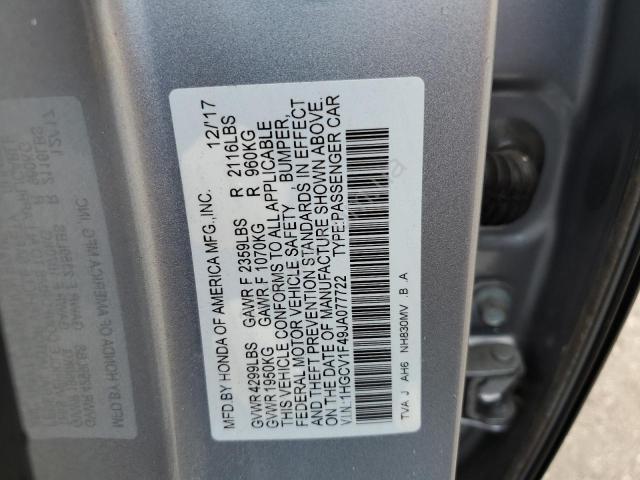 MFD.BY HONDA OF AMERICA MFG.,INC. 12/17
GVWR 4299LBS GAWR F 2359LBS R 2116LBS
GVWR 1950KG GAWR F 1070KG R 960KG
THIS VEHICLE CONFORMS TO ALL APPLICABLE
FEDERAL MOTOR VEHICLE SAFETY , BUMPER,
AND THEFT PREVENTION STANDARDS IN EFFECT
ON THE DATE OF MANUFACTURE SHOWN ABOVE.
V.I.N.:1HGCV1F49JA077722 TYPE:PASSENGER CAR
TVA J AH6 NH830MV .B .A